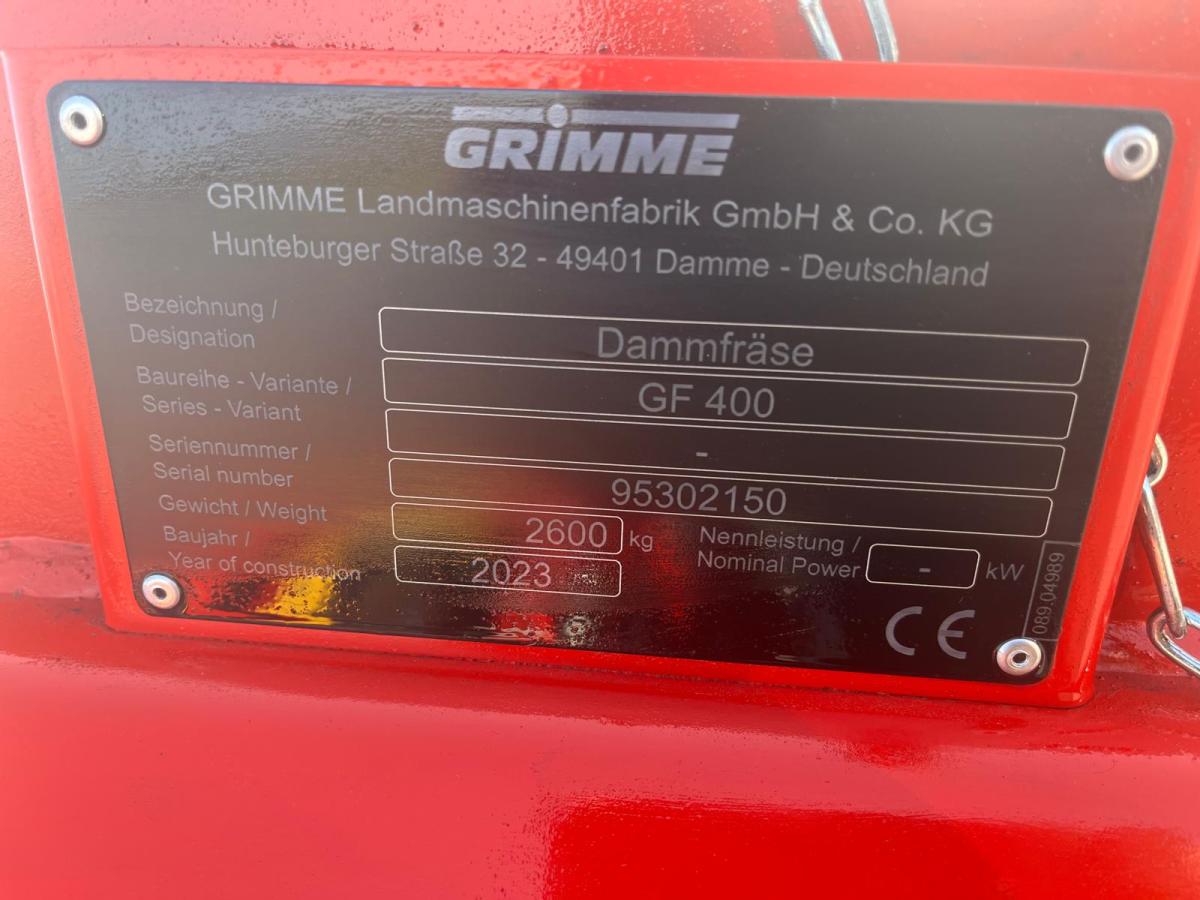 GRIMME
GRIMME Landmaschinenfabrik GmbH & Co. KG
Hunteburger Straße 32 - 49401 Damme - Deutschland
Bezeichnung /
Designation
Dammfräse
Baureihe - Variante /
Series - Variant
GF 400
-
Seriennummer /
Serial number
95302150
Gewicht / Weight
2600 kg
Baujahr /
Year of construction
2023
Nennleistung /
Nominal Power
- kW
CE
089.04989